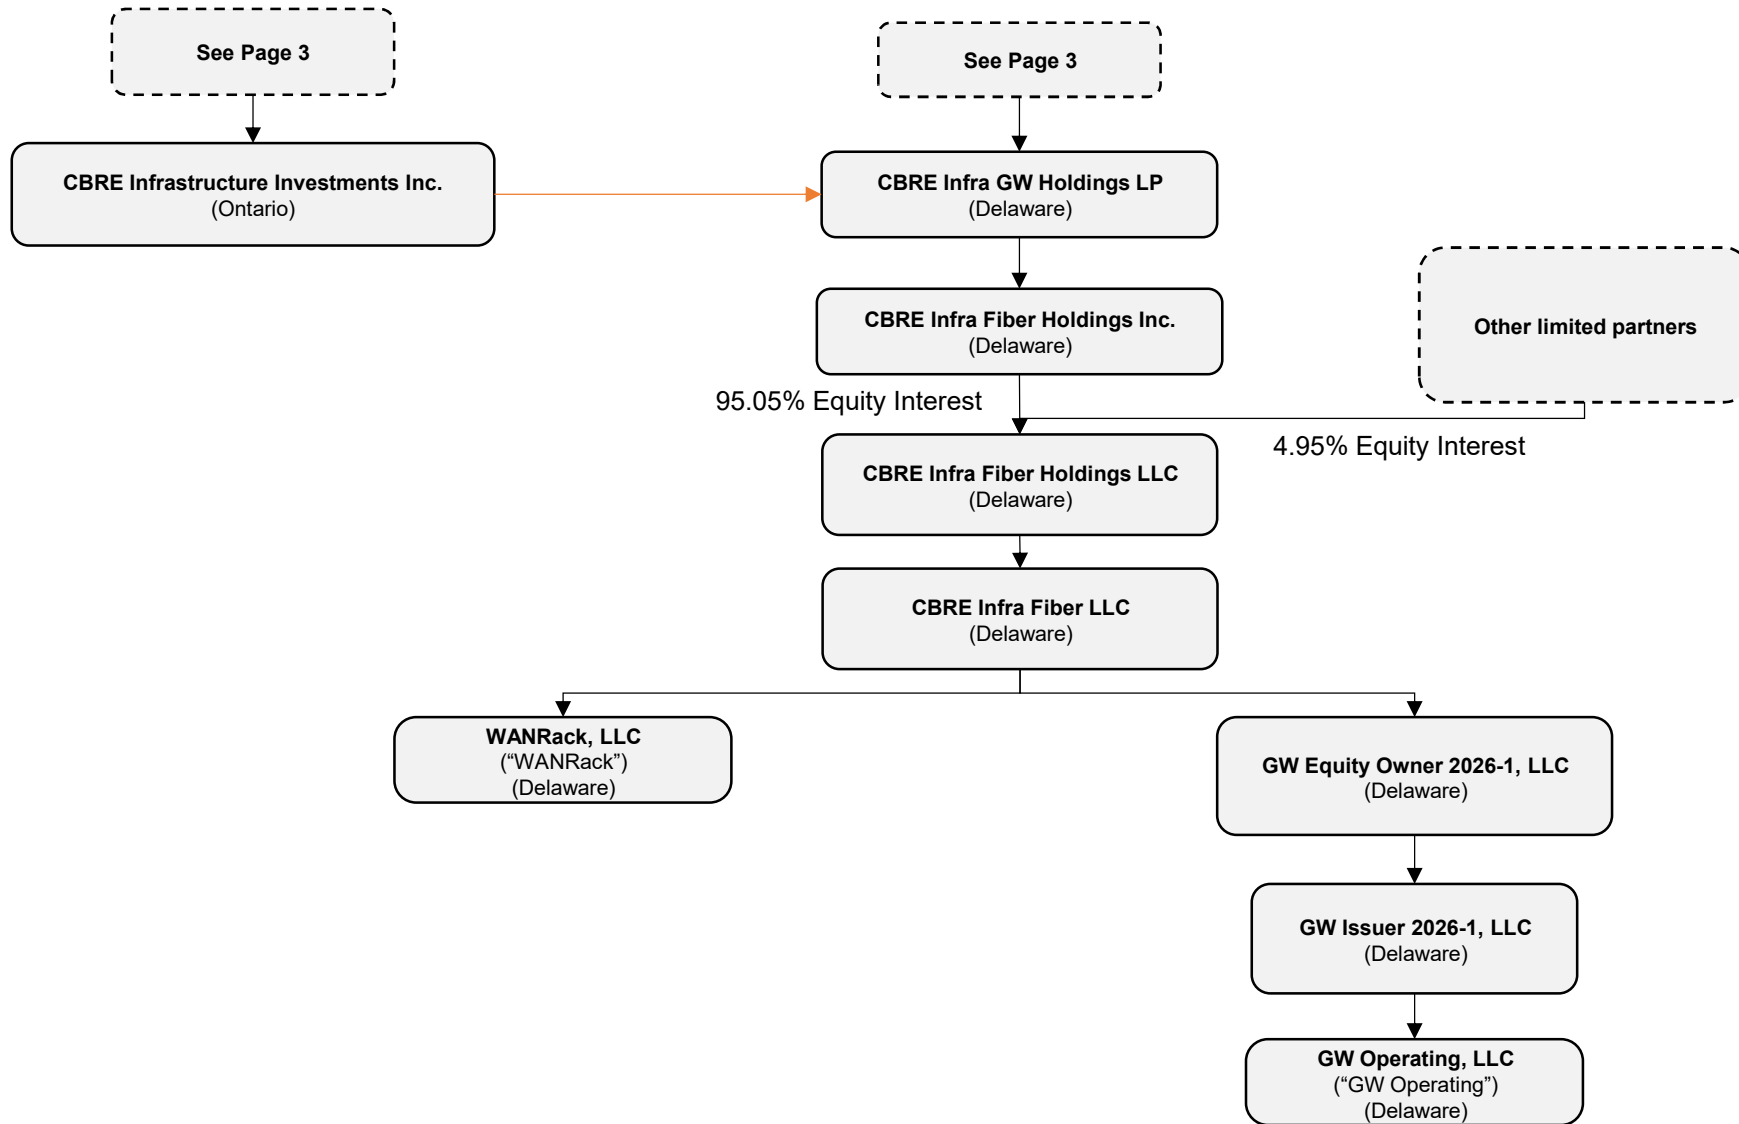 See Page 3
See Page 3
CBRE Infrastructure Investments Inc.
(Ontario)
CBRE Infra GW Holdings LP
(Delaware)
CBRE Infra Fiber Holdings Inc.
(Delaware)
Other limited partners
95.05% Equity Interest
4.95% Equity Interest
CBRE Infra Fiber Holdings LLC
(Delaware)
CBRE Infra Fiber LLC
(Delaware)
WANRack, LLC
(“WANRack”)
(Delaware)
GW Equity Owner 2026-1, LLC
(Delaware)
GW Issuer 2026-1, LLC
(Delaware)
GW Operating, LLC
(“GW Operating”)
(Delaware)